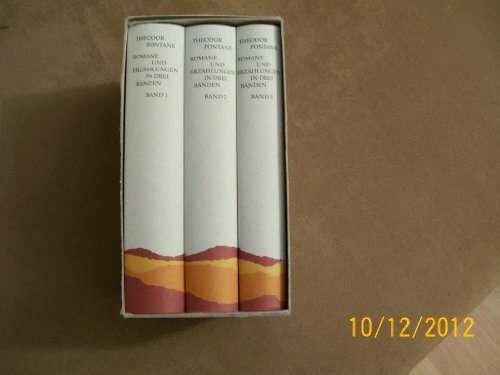 THEODOR
FONTANE
ROMANE
UND
ERZÄHLUNGEN
IN DREI
BÄNDEN
BAND 1
THEODOR
FONTANE
ROMANE
UND
ERZÄHLUNGEN
IN DREI
BÄNDEN
BAND 2
THEODOR
FONTANE
ROMANE
UND
ERZÄHLUNGEN
IN DREI
BÄNDEN
BAND 3
10/12/2012